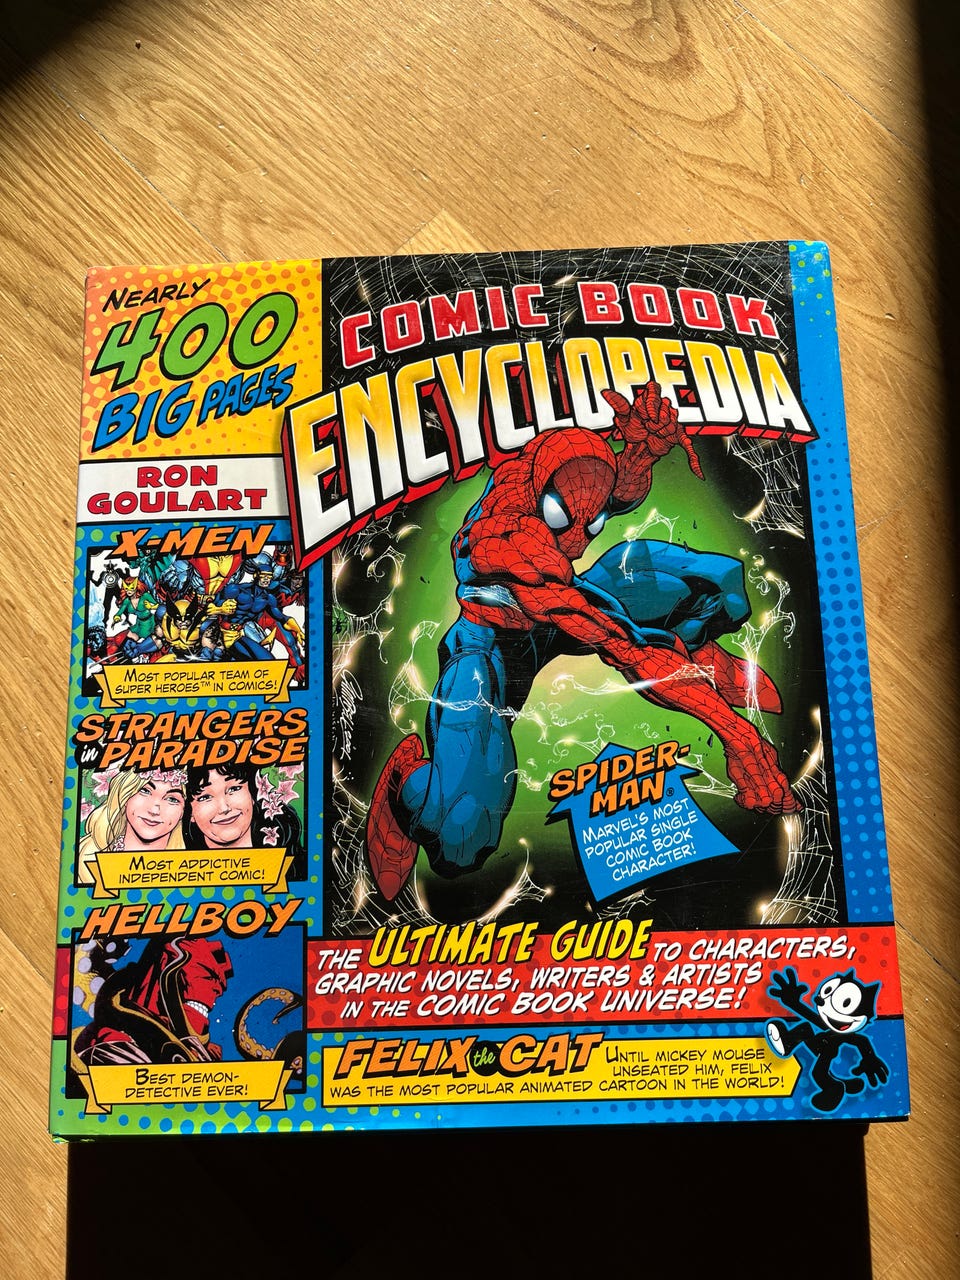 NEARLY
400
BIG PAGES
RON
GOULART
COMIC BOOK
ENCYCLOPEDIA
X-MEN
MOST POPULAR TEAM OF
SUPER HEROES™ IN COMICS!
STRANGERS
in PARADISE
MOST ADDICTIVE
INDEPENDENT COMIC!
HELLBOY
BEST DEMON-
DETECTIVE EVER!
SPIDER-
MAN®
MARVEL'S MOST
POPULAR SINGLE
COMIC BOOK
CHARACTER!
THE ULTIMATE GUIDE TO CHARACTERS,
GRAPHIC NOVELS, WRITERS & ARTISTS
IN THE COMIC BOOK UNIVERSE!
FELIX the CAT UNTIL MICKEY MOUSE
UNSEATED HIM, FELIX
WAS THE MOST POPULAR ANIMATED CARTOON IN THE WORLD!